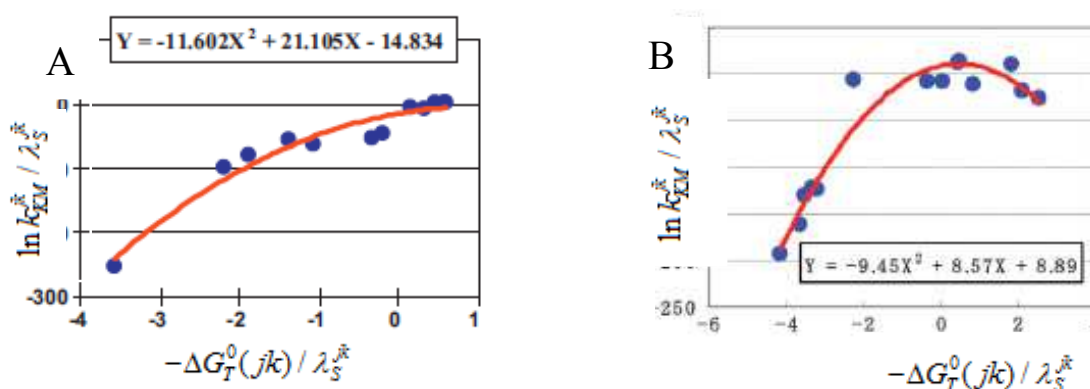 A
Y = -11.602X² + 21.105X - 14.834
ln k_KM^jk / λ_S^jk
0
-300
-4 -3 -2 -1 0 1
-ΔG_T^0(jk) / λ_S^jk
B
ln k_KM^jk / λ_S^jk
Y = -9.45X² + 8.57X + 8.89
-250
-6 -4 -2 0 2
-ΔG_T^0(jk) / λ_S^jk